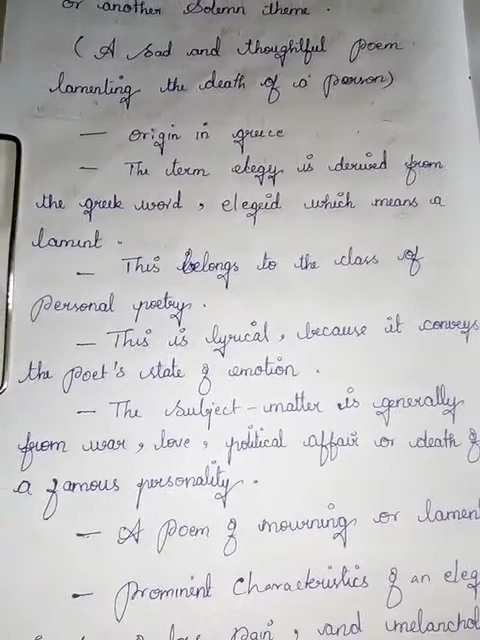 or another solemn theme.
(A sad and thoughtful poem
lamenting the death of a person)
— origin in greece
— The term elegy is derived from
the greek word, elegeid which means a
lament.
— This belongs to the class of
personal poetry.
— This is lyrical, because it conveys
the poet's state of emotion.
— The subject-matter is generally
from war, love, political affair or death of
a famous personality.
— A Poem of mourning or lamen
— Prominent characteristics of an eleg
love, pain, and melanchol